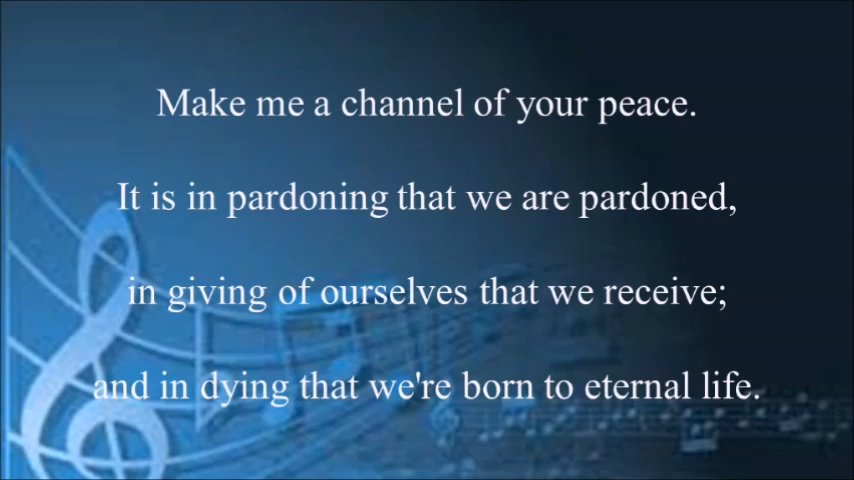 Make me a channel of your peace.
It is in pardoning that we are pardoned,
in giving of ourselves that we receive;
and in dying that we're born to eternal life.